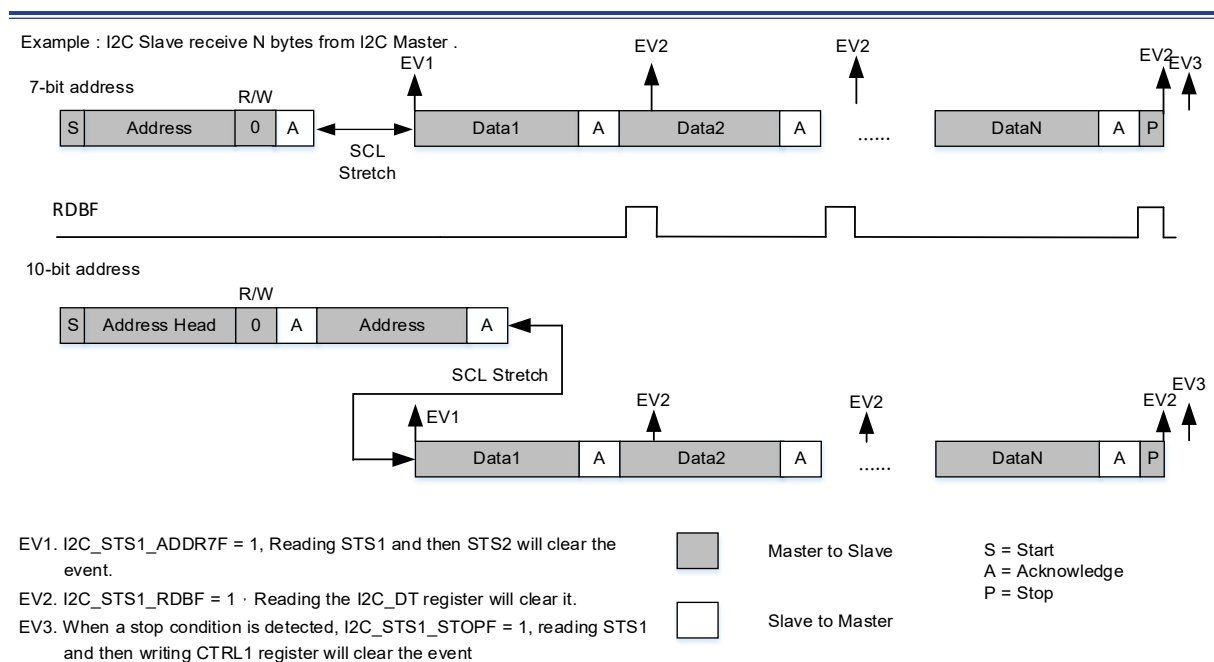 Example : I2C Slave receive N bytes from I2C Master .
EV1
EV2
EV2
EV2
EV3
7-bit address
R/W
S Address 0 A Data1 A Data2 A ...... DataN A P
SCL
Stretch
RDBF
10-bit address
R/W
S Address Head 0 A Address A
SCL Stretch
EV1
EV2
EV2
EV2
EV3
Data1 A Data2 A ...... DataN A P
EV1. I2C_STS1_ADDR7F = 1, Reading STS1 and then STS2 will clear the
event.
EV2. I2C_STS1_RDBF = 1 · Reading the I2C_DT register will clear it.
EV3. When a stop condition is detected, I2C_STS1_STOPF = 1, reading STS1
and then writing CTRL1 register will clear the event
Master to Slave
Slave to Master
S = Start
A = Acknowledge
P = Stop